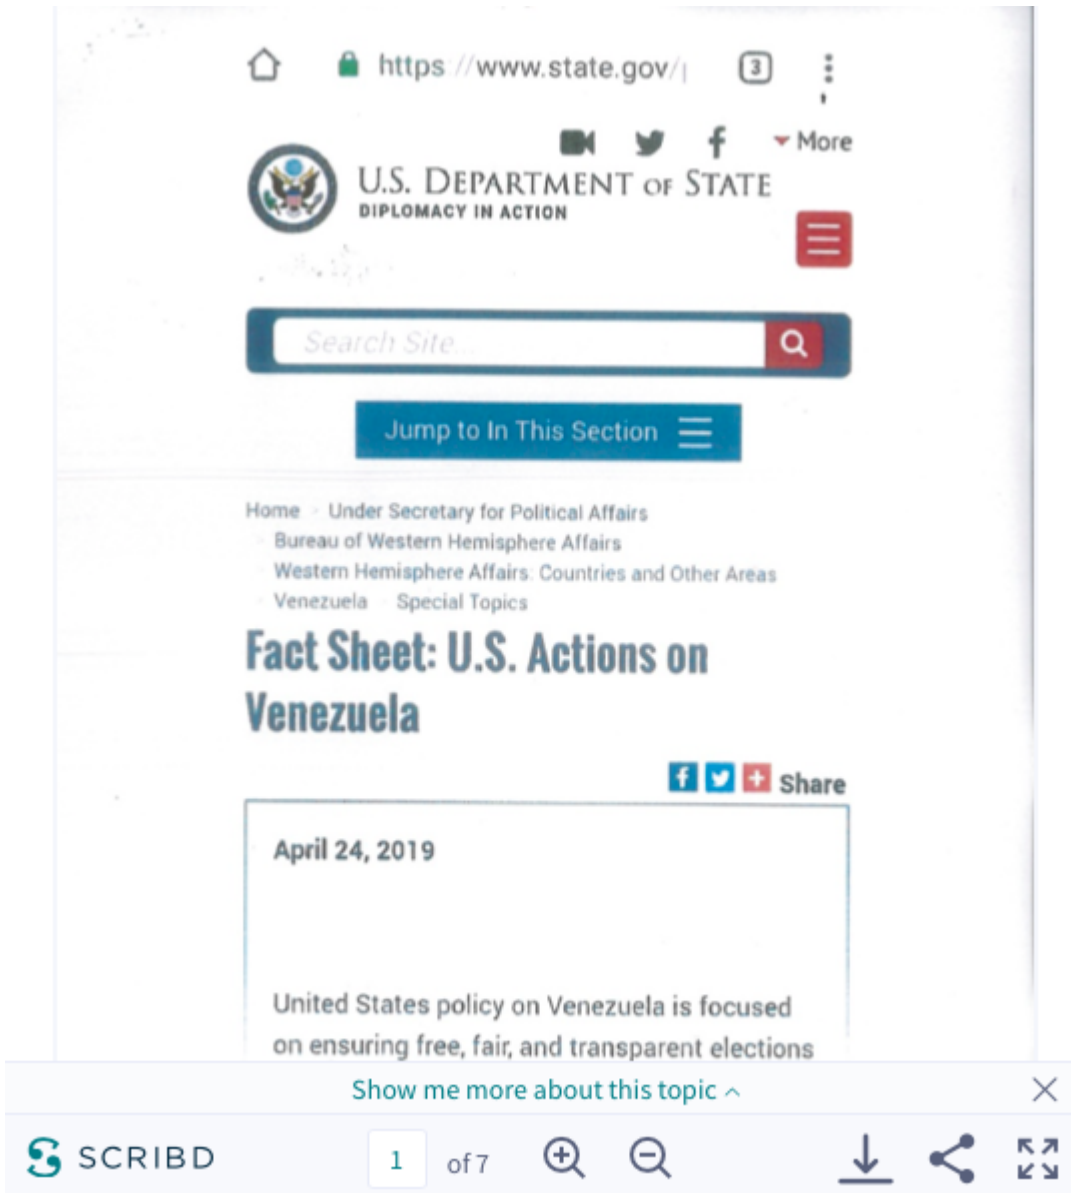 https://www.state.gov/
3
More
U.S. DEPARTMENT OF STATE
DIPLOMACY IN ACTION
Search Site...
Jump to In This Section
Home Under Secretary for Political Affairs
Bureau of Western Hemisphere Affairs
Western Hemisphere Affairs: Countries and Other Areas
Venezuela Special Topics
Fact Sheet: U.S. Actions on
Venezuela
Share
April 24, 2019
United States policy on Venezuela is focused
on ensuring free, fair, and transparent elections
Show me more about this topic
SCRIBD
1 of 7